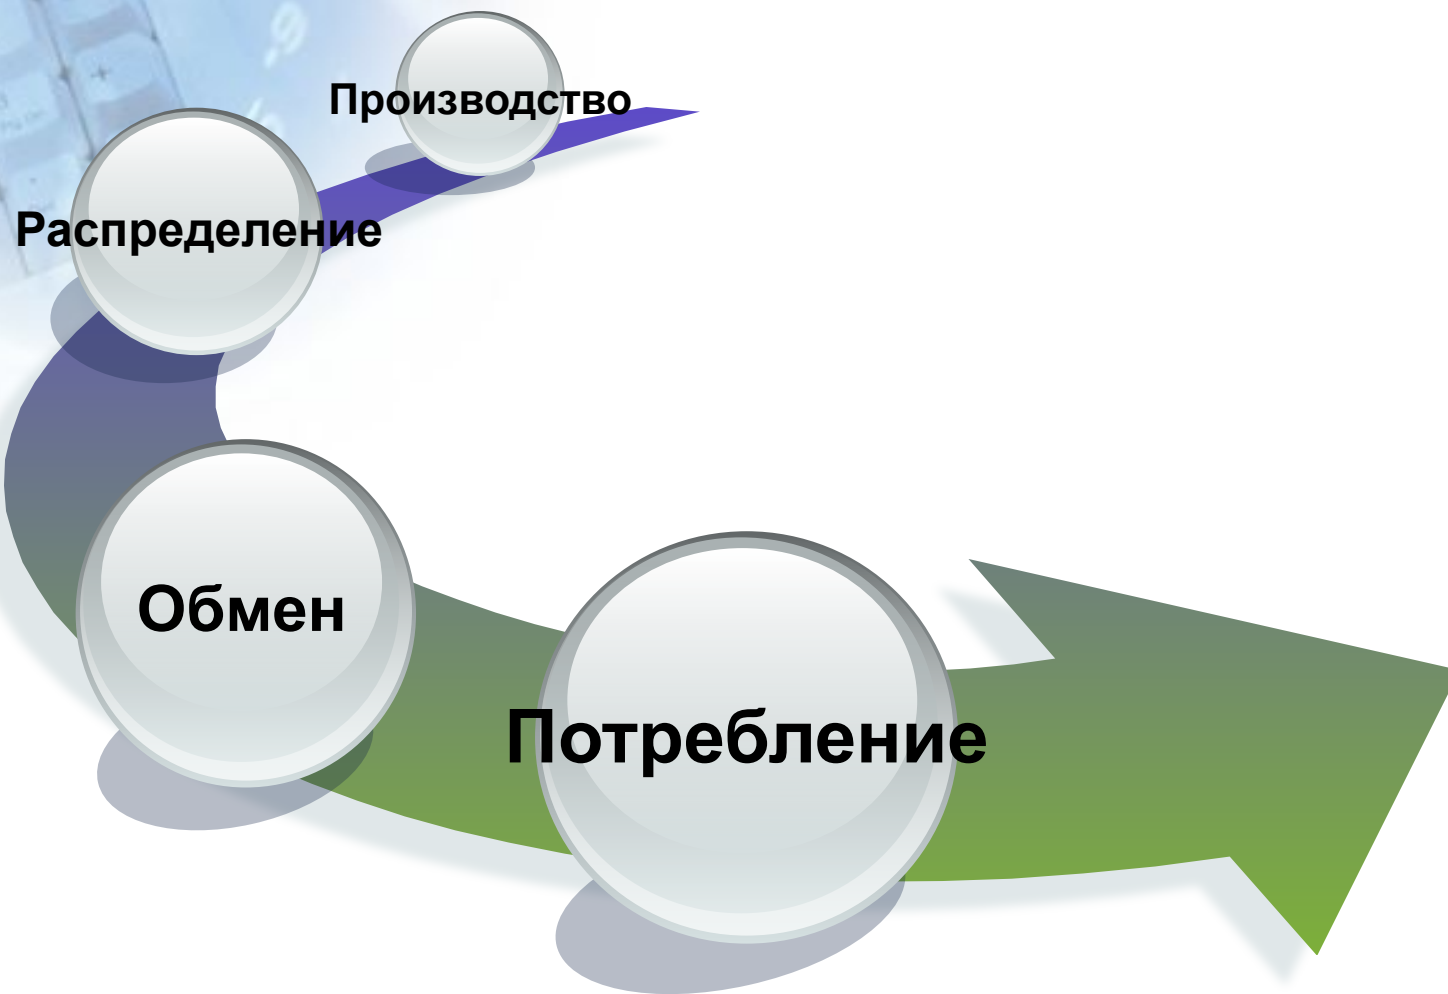 Производство
Распределение
Обмен
Потребление